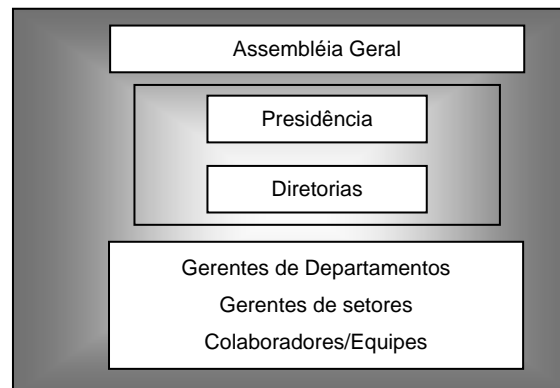 Assembléia Geral
Presidência
Diretorias
Gerentes de Departamentos
Gerentes de setores
Colaboradores/Equipes